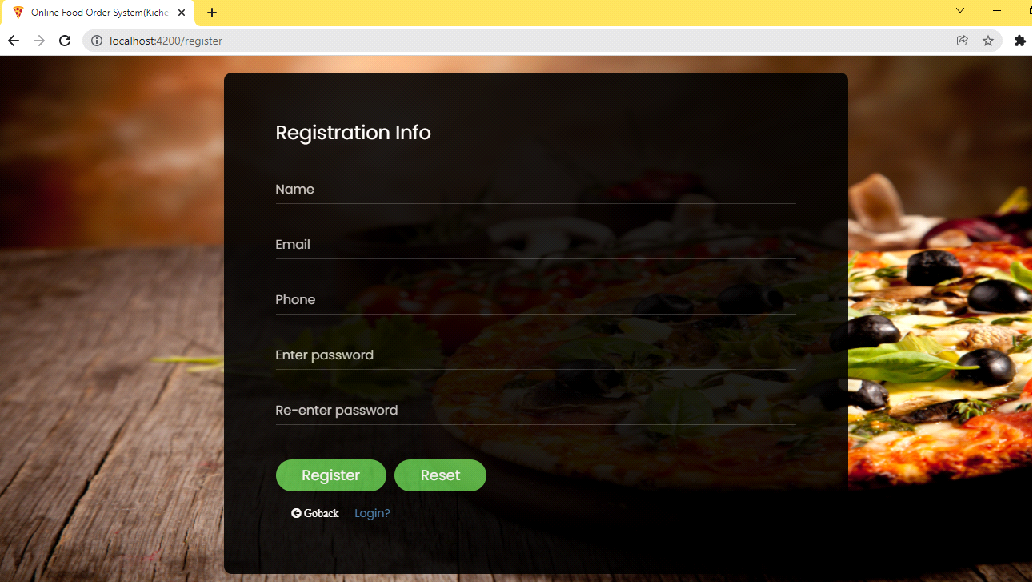 Online Food Order System(Kiche
localhost:4200/register
Registration Info
Name
Email
Phone
Enter password
Re-enter password
Register Reset
Goback Login?